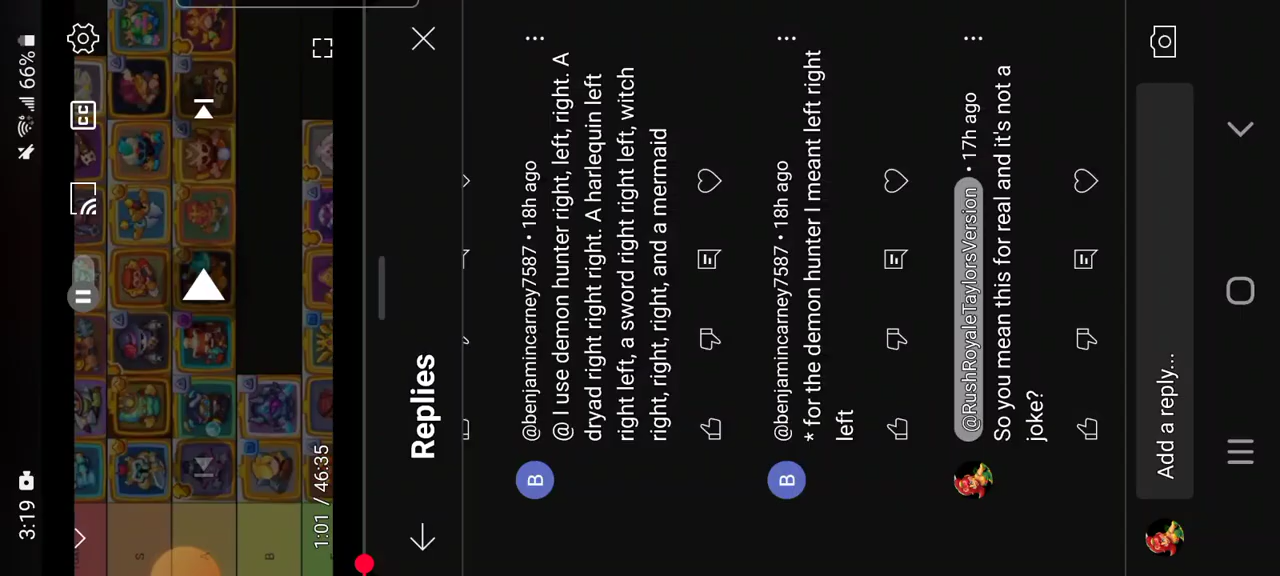 3:19
66%
CC
1:01 / 46:35
S
A
B
Replies
B
@benjamincarney7587 • 18h ago
@ I use demon hunter right, left, right. A
dryad right right right. A harlequin left
right left, a sword right right left, witch
right, right, right, and a mermaid
B
@benjamincarney7587 • 18h ago
* for the demon hunter I meant left right
left
@RushRoyaleTaylorsVersion • 17h ago
So you mean this for real and it's not a
joke?
Add a reply...